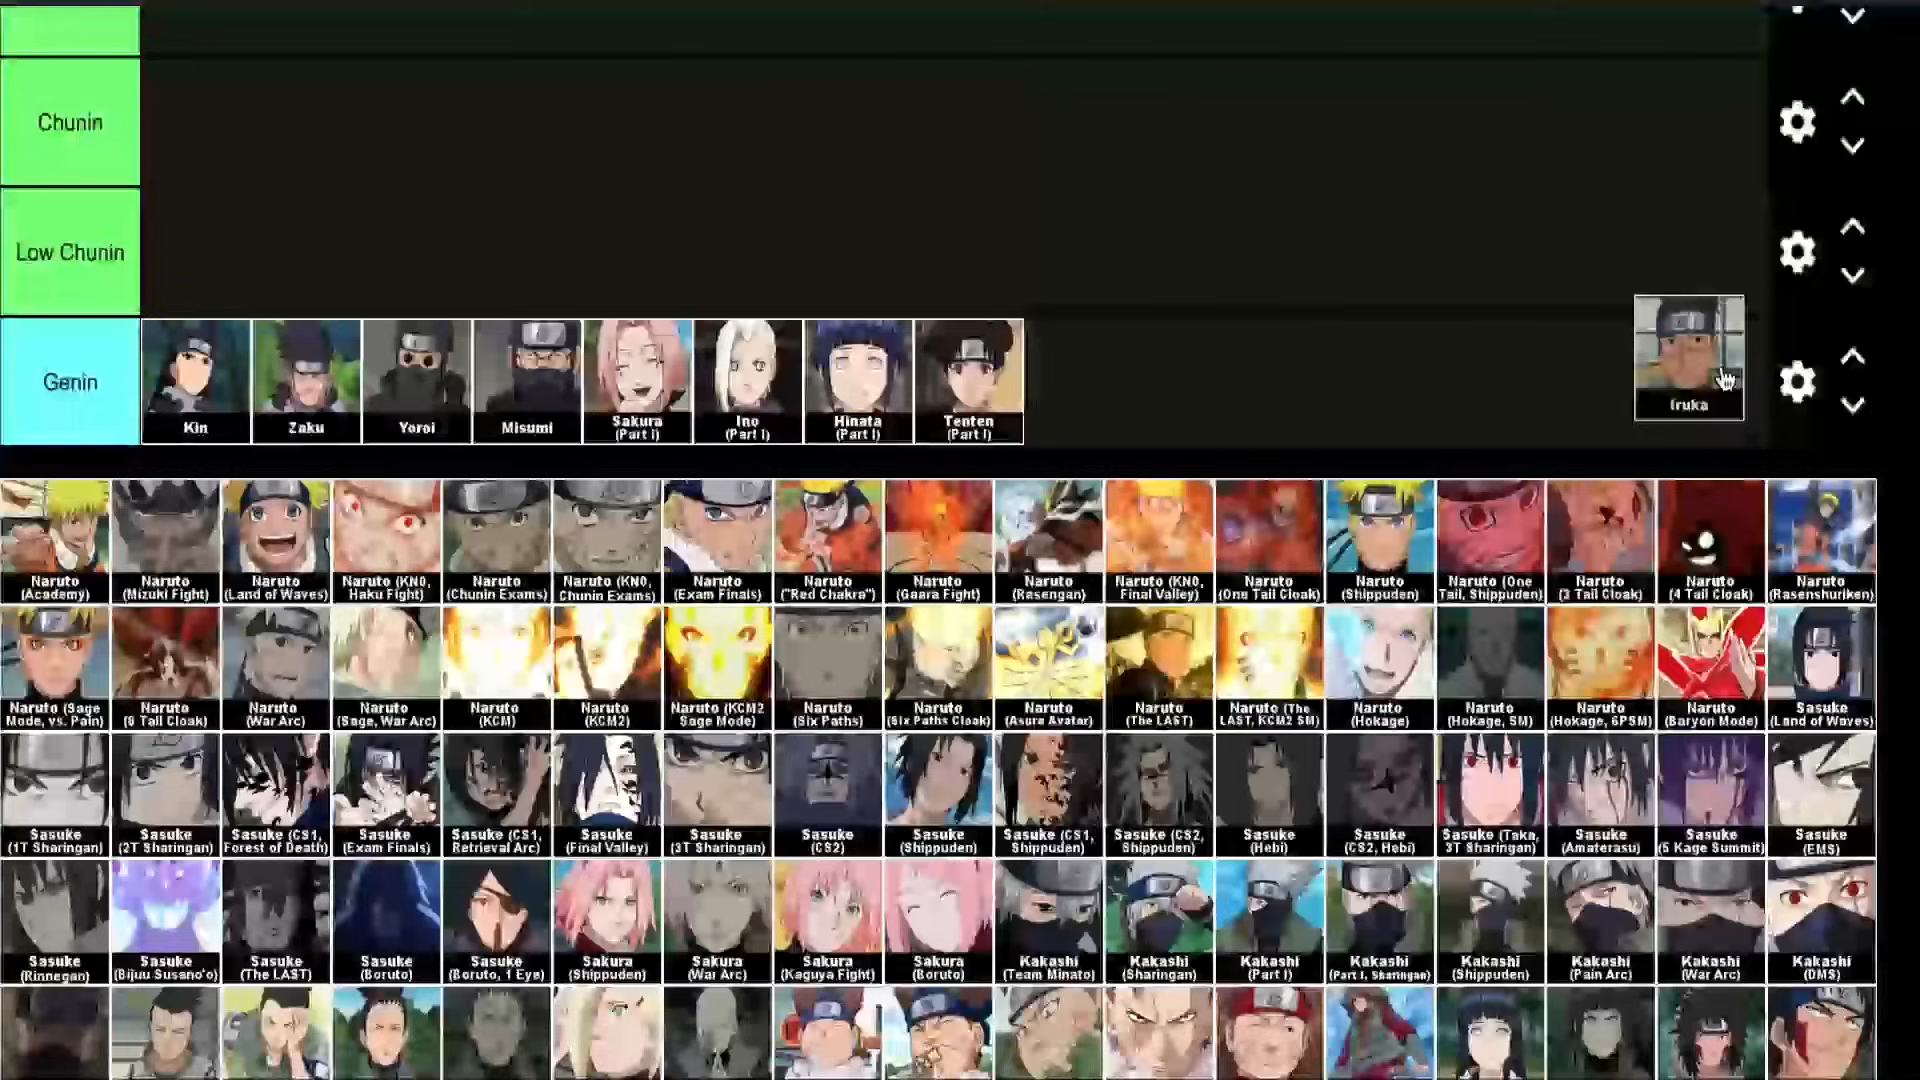 Chunin
Low Chunin
Genin
Kin
Zaku
Yoroi
Misumi
Sakura
(Part I)
Ino
(Part I)
Hinata
(Part I)
Tenten
(Part I)
Iruka
Naruto
(Academy)
Naruto
(Mizuki Fight)
Naruto
(Land of Waves)
Naruto (KN0,
Haku Fight)
Naruto
(Chunin Exams)
Naruto (KN0,
Chunin Exams)
Naruto
(Exam Finals)
Naruto
("Red Chakra")
Naruto
(Gaara Fight)
Naruto
(Rasengan)
Naruto (KN0,
Final Valley)
Naruto
(One Tail Cloak)
Naruto
(Shippuden)
Naruto (One
Tail, Shippuden)
Naruto
(3 Tail Cloak)
Naruto
(4 Tail Cloak)
Naruto
(Rasenshuriken)
Naruto (Sage
Mode, vs. Pain)
Naruto
(6 Tail Cloak)
Naruto
(War Arc)
Naruto
(Sage, War Arc)
Naruto
(KCM)
Naruto
(KCM2)
Naruto (KCM2
Sage Mode)
Naruto
(Six Paths)
Naruto
(Six Paths Cloak)
Naruto
(Asura Avatar)
Naruto
(The LAST)
Naruto (The
LAST, KCM2 SM)
Naruto
(Hokage)
Naruto
(Hokage, SM)
Naruto
(Hokage, 6PSM)
Naruto
(Baryon Mode)
Sasuke
(Land of Waves)
Sasuke
(1T Sharingan)
Sasuke
(2T Sharingan)
Sasuke (CS1,
Forest of Death)
Sasuke
(Exam Finals)
Sasuke (CS1,
Retrieval Arc)
Sasuke
(Final Valley)
Sasuke
(3T Sharingan)
Sasuke
(CS2)
Sasuke
(Shippuden)
Sasuke (CS1,
Shippuden)
Sasuke (CS2,
Shippuden)
Sasuke
(Hebi)
Sasuke
(CS2, Hebi)
Sasuke (Taka,
3T Sharingan)
Sasuke
(Amaterasu)
Sasuke
(5 Kage Summit)
Sasuke
(EMS)
Sasuke
(Rinnegan)
Sasuke
(Bijuu Susano'o)
Sasuke
(The LAST)
Sasuke
(Boruto)
Sasuke
(Boruto, 1 Eye)
Sakura
(Shippuden)
Sakura
(War Arc)
Sakura
(Kaguya Fight)
Sakura
(Boruto)
Kakashi
(Team Minato)
Kakashi
(Sharingan)
Kakashi
(Part I)
Kakashi
(Part I, Sharingan)
Kakashi
(Shippuden)
Kakashi
(Pain Arc)
Kakashi
(War Arc)
Kakashi
(DMS)